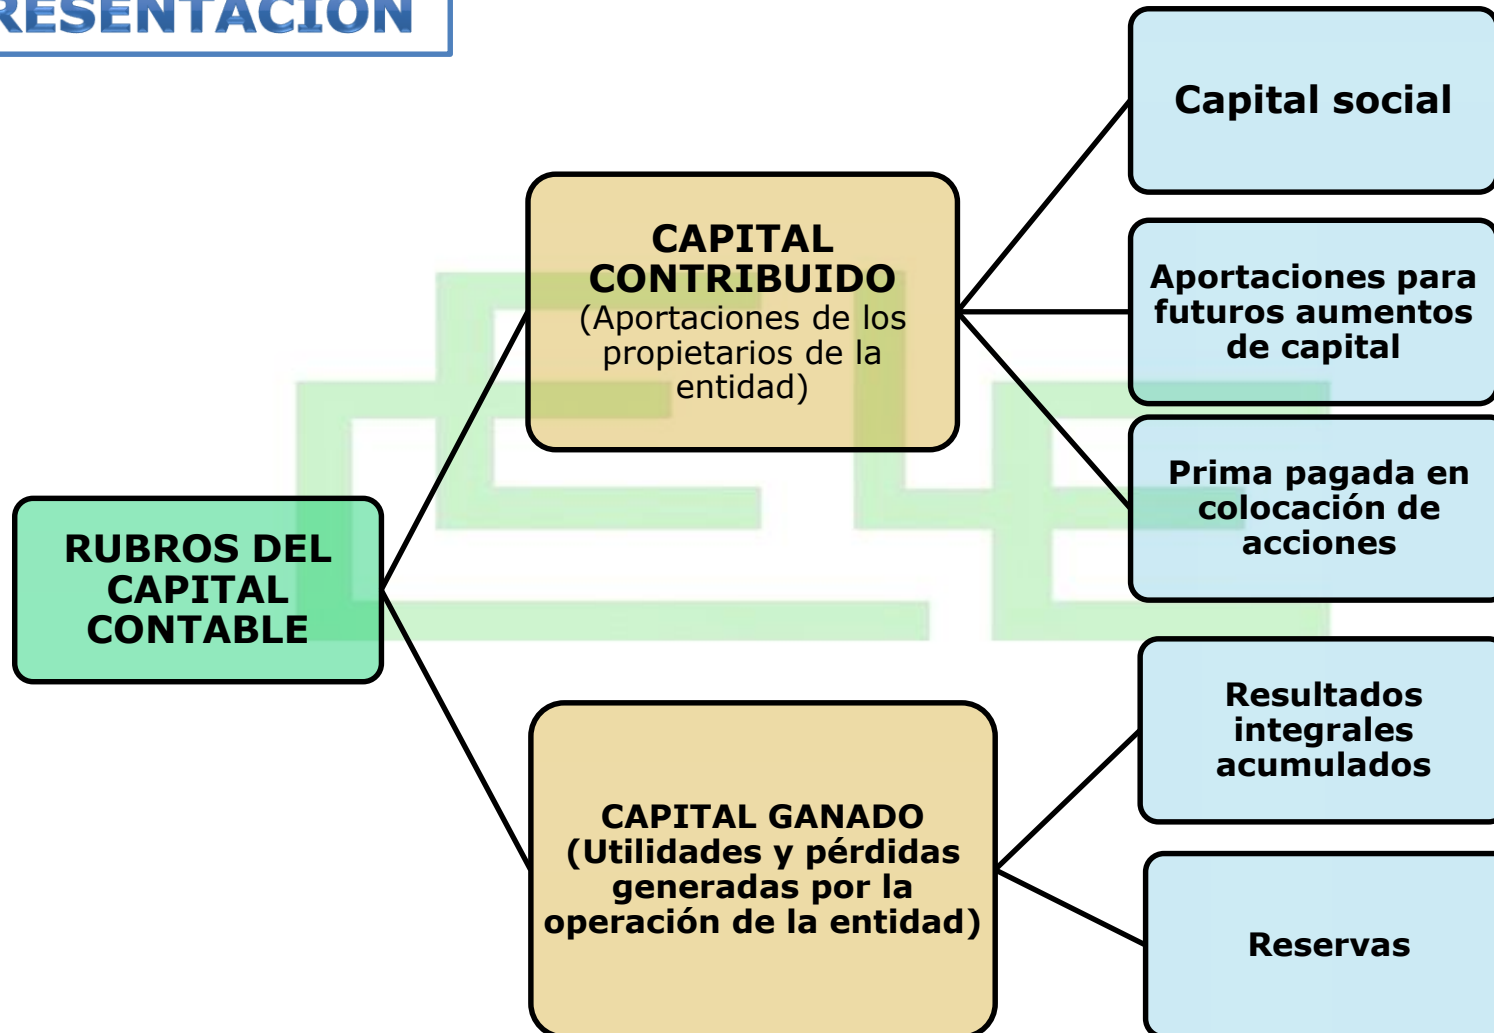 RESENTACIÓN
Capital social
CAPITAL
CONTRIBUIDO
(Aportaciones de los
propietarios de la
entidad)
Aportaciones para
futuros aumentos
de capital
Prima pagada en
colocación de
acciones
RUBROS DEL
CAPITAL
CONTABLE
CAPITAL GANADO
(Utilidades y pérdidas
generadas por la
operación de la entidad)
Resultados
integrales
acumulados
Reservas